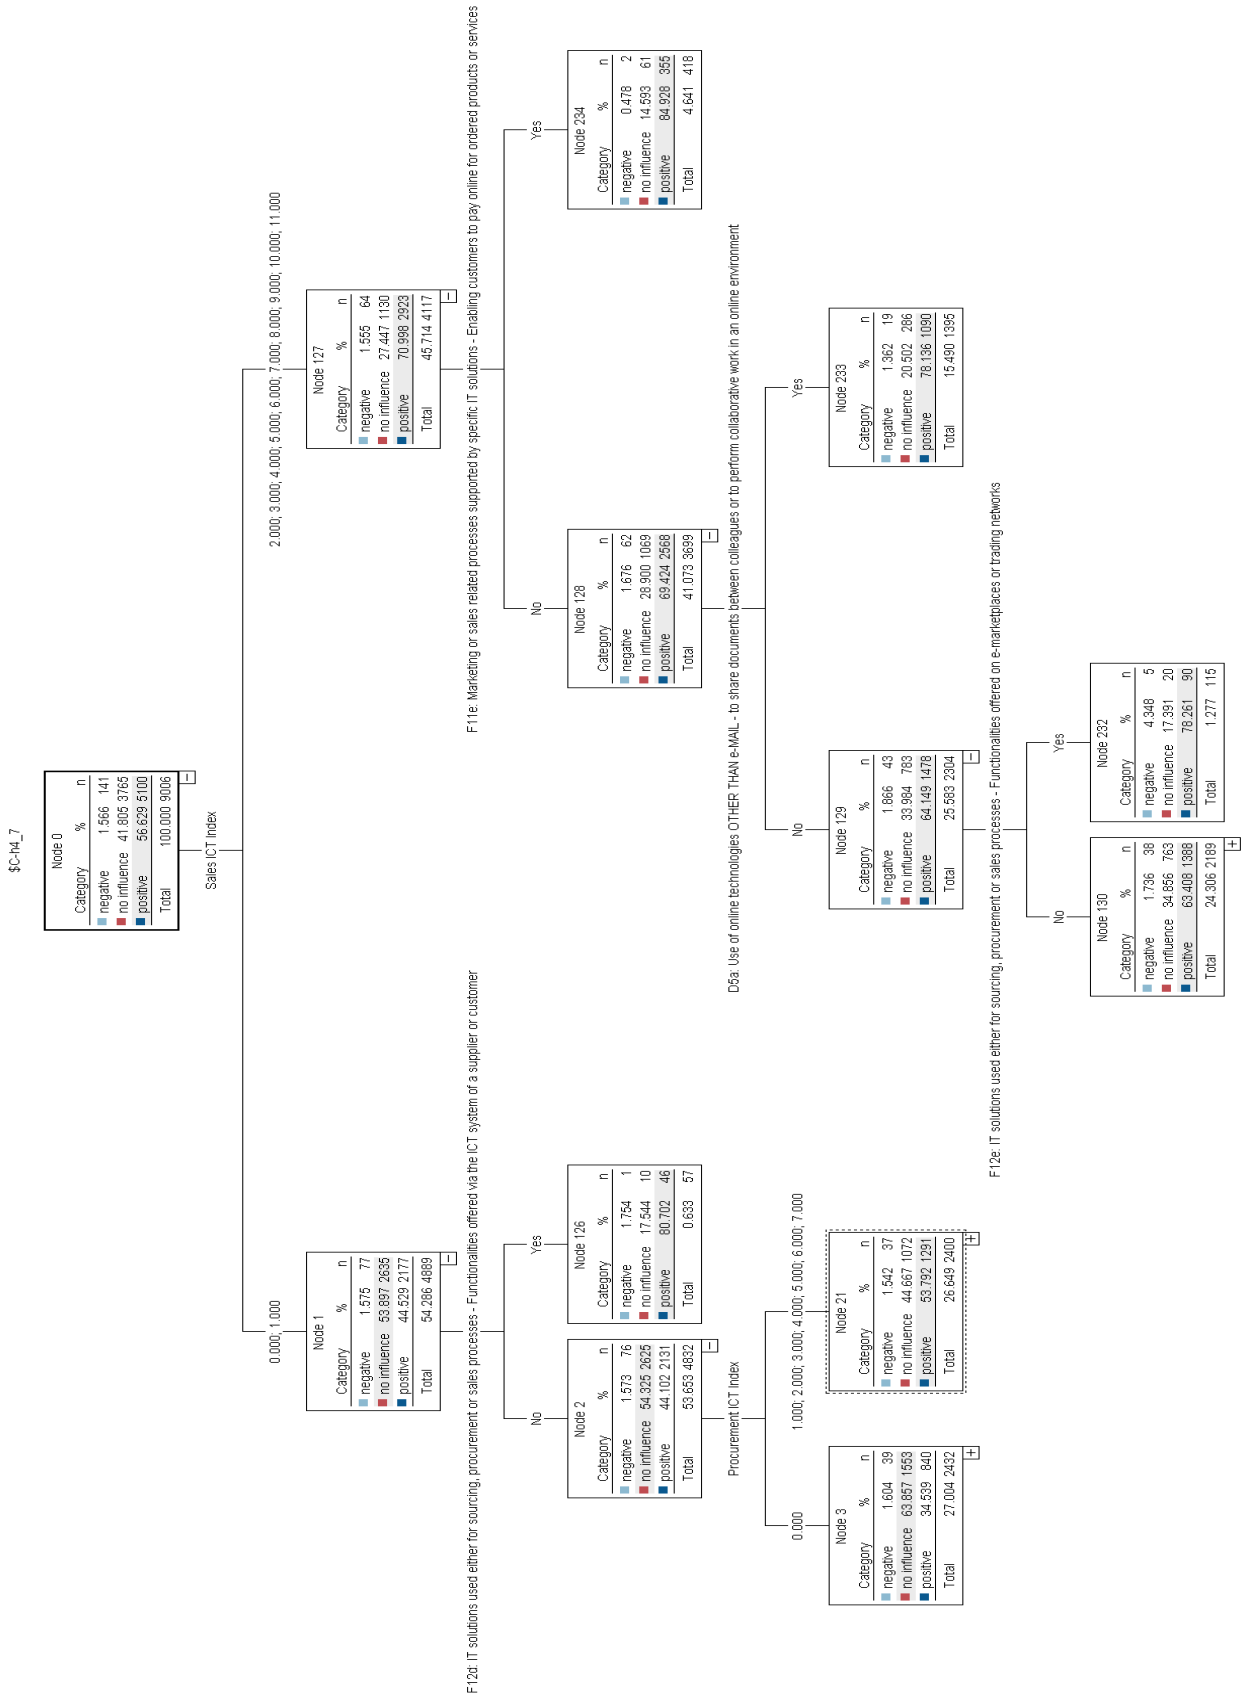 $C-h4_7
Node 0
Category % n
negative 1.566 141
no influence 41.805 3765
positive 56.629 5100
Total 100.000 9006
Sales ICT Index
0.000; 1.000
2.000; 3.000; 4.000; 5.000; 6.000; 7.000; 8.000; 9.000; 10.000; 11.000
Node 1
Category % n
negative 1.575 77
no influence 53.897 2635
positive 44.529 2177
Total 54.286 4889
Node 127
Category % n
negative 1.555 64
no influence 27.447 1130
positive 70.998 2923
Total 45.714 4117
F12d: IT solutions used either for sourcing, procurement or sales processes - Functionalities offered via the ICT system of a supplier or customer
F11e: Marketing or sales related processes supported by specific IT solutions - Enabling customers to pay online for ordered products or services
No
Yes
No
Yes
Node 2
Category % n
negative 1.573 76
no influence 54.325 2625
positive 44.102 2131
Total 53.653 4832
Node 126
Category % n
negative 1.754 1
no influence 17.544 10
positive 80.702 46
Total 0.633 57
Node 128
Category % n
negative 1.676 62
no influence 28.900 1069
positive 69.424 2568
Total 41.073 3699
Node 234
Category % n
negative 0.478 2
no influence 14.593 61
positive 84.928 355
Total 4.641 418
Procurement ICT Index
D5a: Use of online technologies OTHER THAN e-MAIL - to share documents between colleagues or to perform collaborative work in an online environment
0.000
1.000; 2.000; 3.000; 4.000; 5.000; 6.000; 7.000
No
Yes
Node 3
Category % n
negative 1.604 39
no influence 63.857 1553
positive 34.539 840
Total 27.004 2432
Node 21
Category % n
negative 1.542 37
no influence 44.667 1072
positive 53.792 1291
Total 26.649 2400
Node 129
Category % n
negative 1.866 43
no influence 33.984 783
positive 64.149 1478
Total 25.583 2304
Node 233
Category % n
negative 1.362 19
no influence 20.502 286
positive 78.136 1090
Total 15.490 1395
F12e: IT solutions used either for sourcing, procurement or sales processes - Functionalities offered on e-marketplaces or trading networks
No
Yes
Node 130
Category % n
negative 1.736 38
no influence 34.856 763
positive 63.408 1388
Total 24.306 2189
Node 232
Category % n
negative 4.348 5
no influence 17.391 20
positive 78.261 90
Total 1.277 115